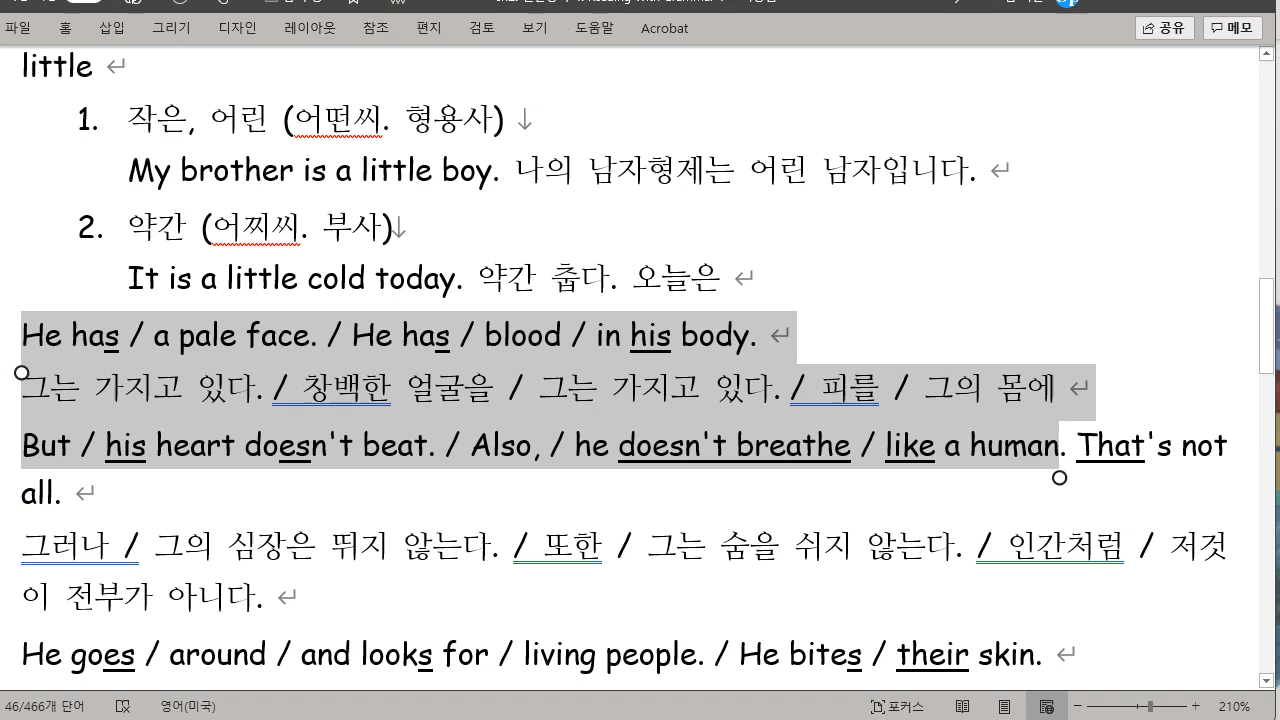 파일 홈 삽입 그리기 디자인 레이아웃 참조 편지 검토 보기 도움말 Acrobat 공유 메모
little
1. 작은, 어린 (어떤씨. 형용사)
My brother is a little boy. 나의 남자형제는 어린 남자입니다.
2. 약간 (어찌씨. 부사)
It is a little cold today. 약간 춥다. 오늘은
He has / a pale face. / He has / blood / in his body.
그는 가지고 있다. / 창백한 얼굴을 / 그는 가지고 있다. / 피를 / 그의 몸에
But / his heart doesn't beat. / Also, / he doesn't breathe / like a human. That's not
all.
그러나 / 그의 심장은 뛰지 않는다. / 또한 / 그는 숨을 쉬지 않는다. / 인간처럼 / 저것
이 전부가 아니다.
He goes / around / and looks for / living people. / He bites / their skin.
46/466개 단어 영어(미국) 포커스 210%